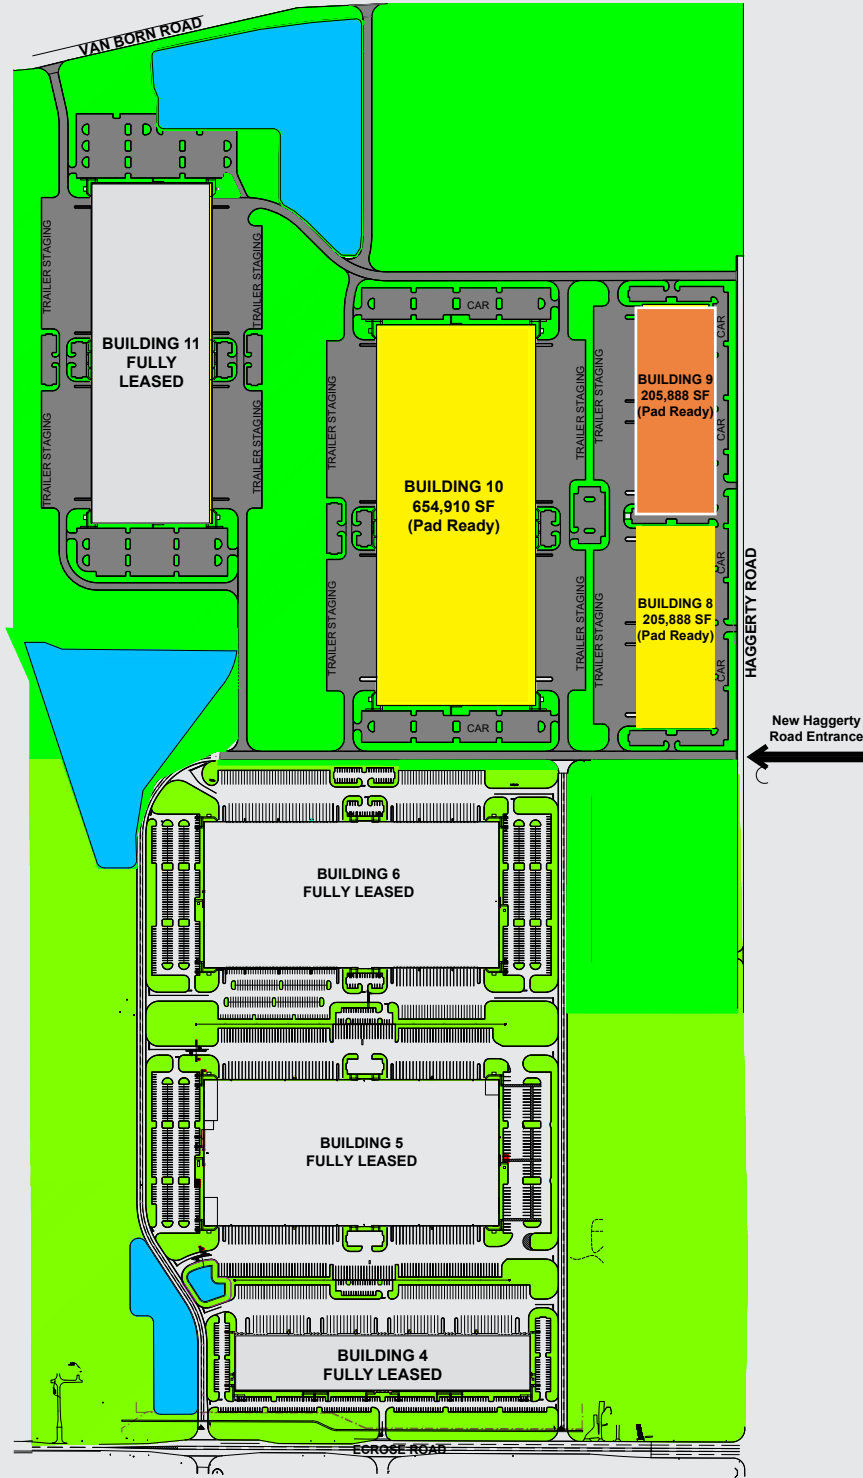 VAN BORN ROAD
TRAILER STAGING
TRAILER STAGING
BUILDING 11
FULLY
LEASED
TRAILER STAGING
TRAILER STAGING
CAR
TRAILER STAGING
TRAILER STAGING
TRAILER STAGING
BUILDING 10
654,910 SF
(Pad Ready)
TRAILER STAGING
TRAILER STAGING
TRAILER STAGING
CAR
CAR
BUILDING 9
205,888 SF
(Pad Ready)
CAR
CAR
BUILDING 8
205,888 SF
(Pad Ready)
CAR
HAGGERTY ROAD
New Haggerty
Road Entrance
BUILDING 6
FULLY LEASED
BUILDING 5
FULLY LEASED
BUILDING 4
FULLY LEASED
ECROSE ROAD